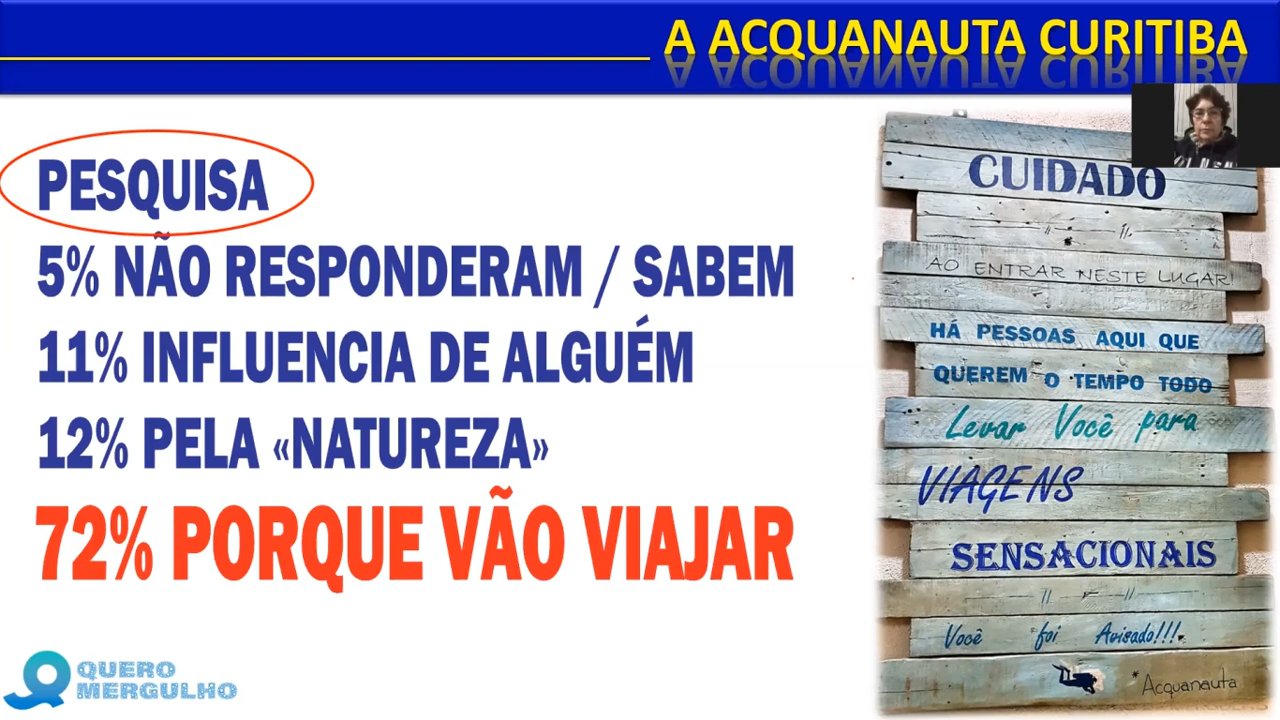 A ACQUANAUTA CURITIBA
PESQUISA
5% NÃO RESPONDERAM / SABEM
11% INFLUENCIA DE ALGUÉM
12% PELA «NATUREZA»
72% PORQUE VÃO VIAJAR
QUERO
MERGULHO
CUIDADO
AO ENTRAR NESTE LUGAR!
HÁ PESSOAS AQUI QUE
QUEREM O TEMPO TODO
Levar Você para
VIAGENS
SENSACIONAIS
Você foi Avisado!!!
Acquanauta